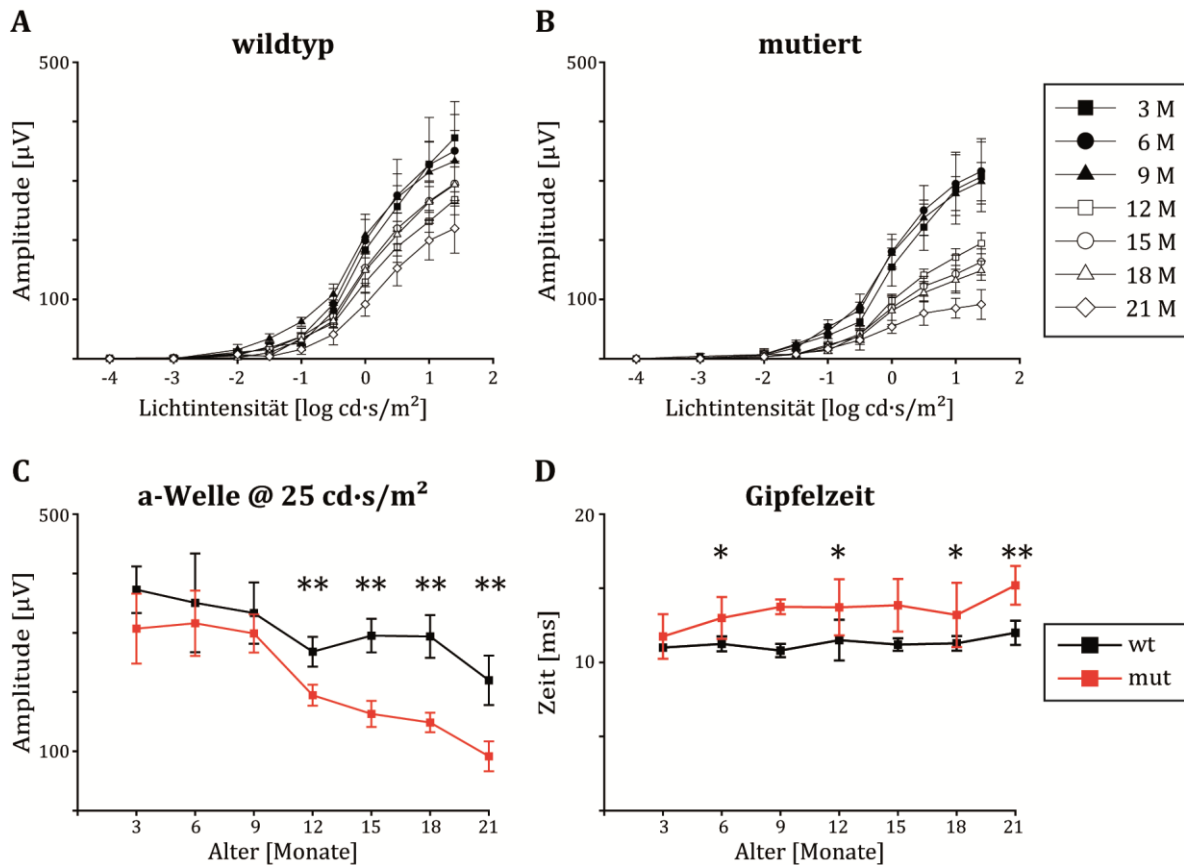 A
wildtyp
500
100
Amplitude [µV]
-4 -3 -2 -1 0 1 2
Lichtintensität [log cd·s/m²]
B
mutiert
500
100
Amplitude [µV]
-4 -3 -2 -1 0 1 2
Lichtintensität [log cd·s/m²]
3 M
6 M
9 M
12 M
15 M
18 M
21 M
C
a-Welle @ 25 cd·s/m²
500
100
Amplitude [µV]
** ** ** **
3 6 9 12 15 18 21
Alter [Monate]
D
Gipfelzeit
20
10
Zeit [ms]
* * * **
3 6 9 12 15 18 21
Alter [Monate]
wt
mut